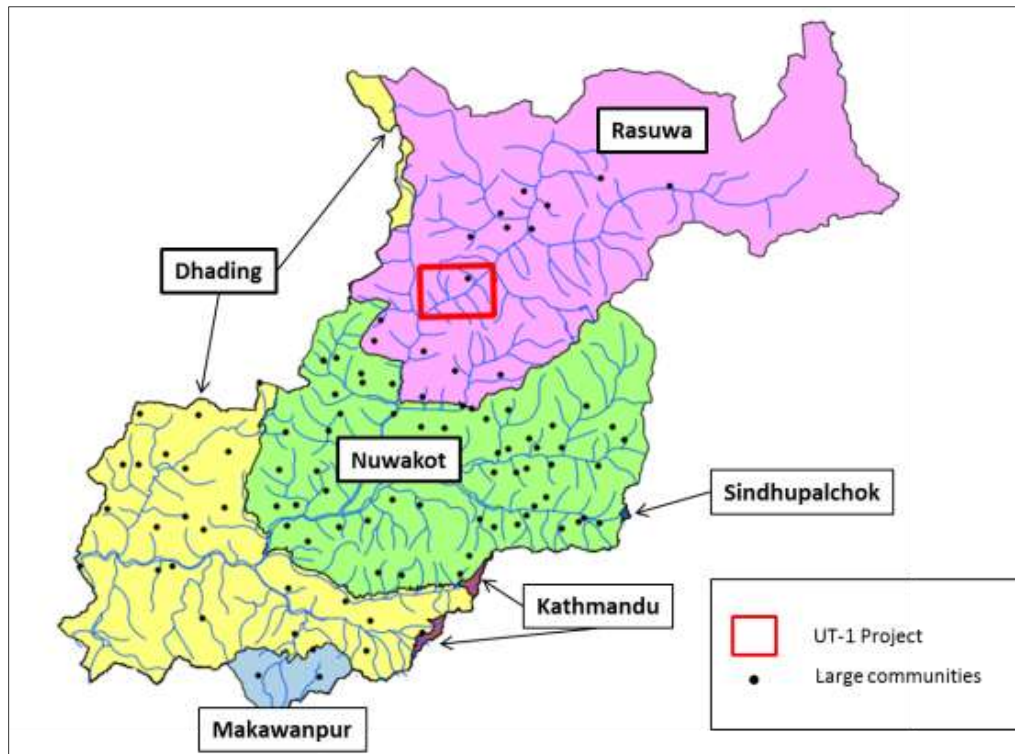 Rasuwa
Dhading
Nuwakot
Sindhupalchok
Kathmandu
UT-1 Project
Large communities
Makawanpur